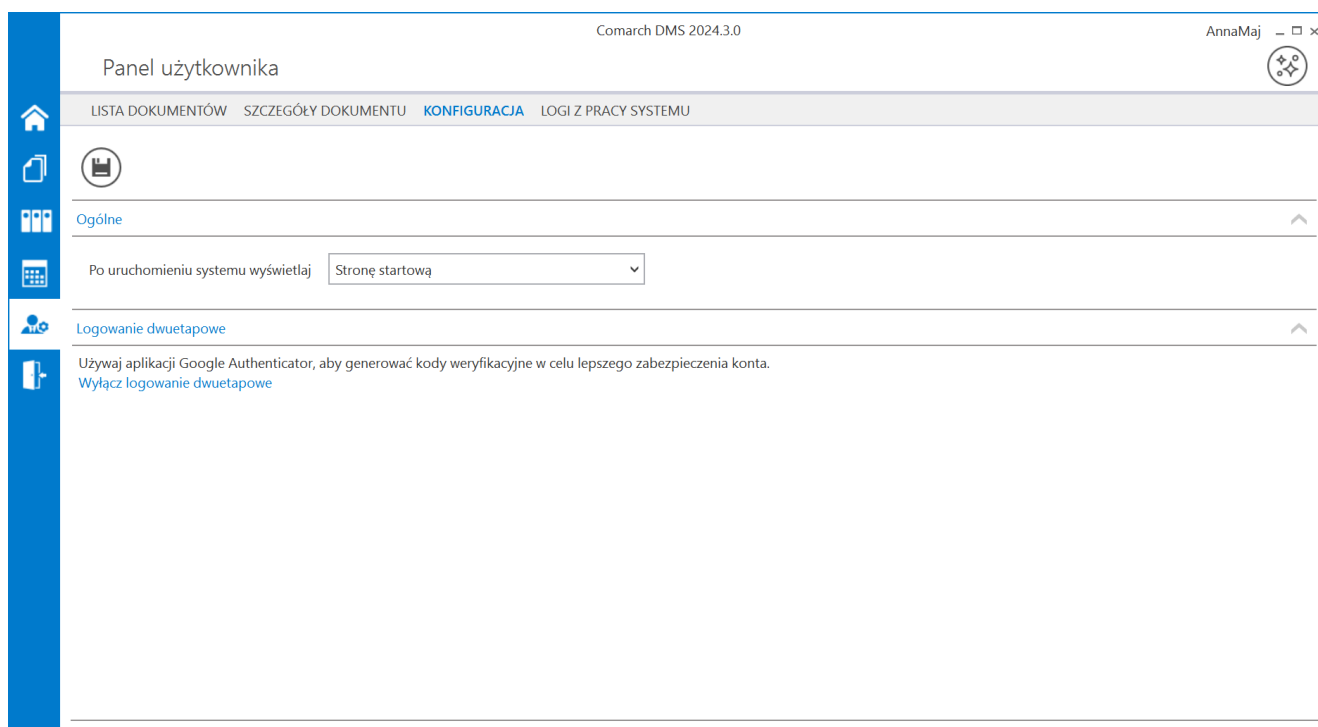 Comarch DMS 2024.3.0
AnnaMaj
Panel użytkownika
LISTA DOKUMENTÓW SZCZEGÓŁY DOKUMENTU KONFIGURACJA LOGI Z PRACY SYSTEMU
Ogólne
Po uruchomieniu systemu wyświetlaj Stronę startową
Logowanie dwuetapowe
Używaj aplikacji Google Authenticator, aby generować kody weryfikacyjne w celu lepszego zabezpieczenia konta.
Wyłącz logowanie dwuetapowe